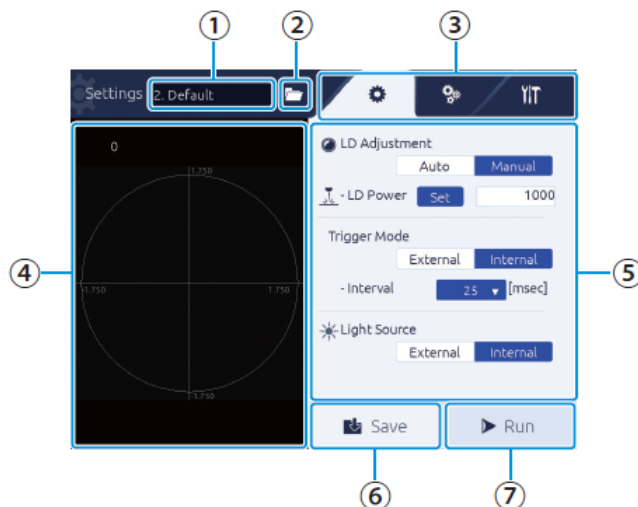 ① ② ③
Settings 2. Default
0
1.750
-1.750 1.750
-1.750
LD Adjustment
Auto Manual
- LD Power Set 1000
Trigger Mode
External Internal
- Interval 25 ▼ [msec]
Light Source
External Internal
④ ⑤
Save Run
⑥ ⑦